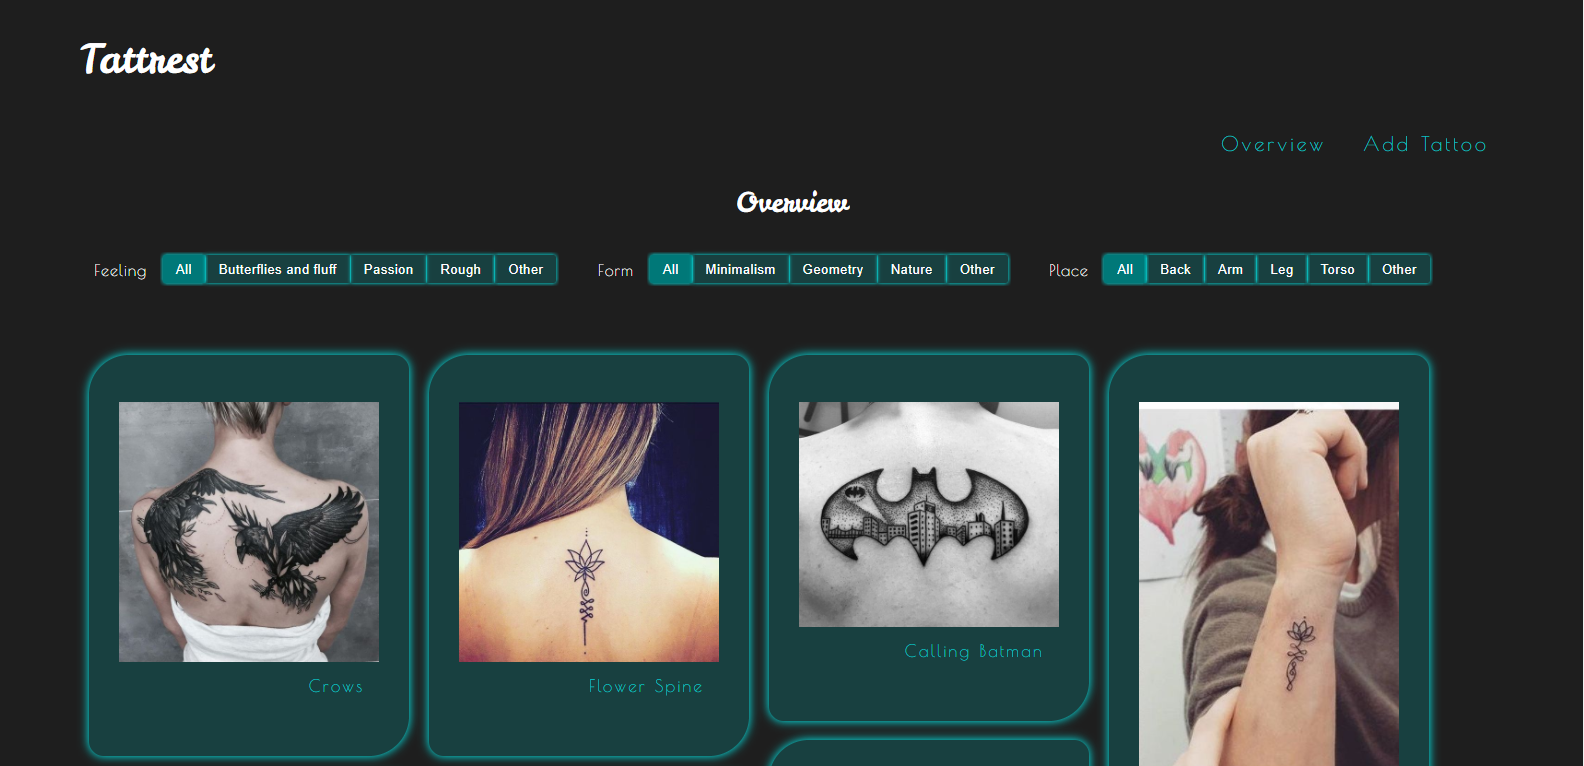 Tattrest
Overview Add Tattoo
Overview
Feeling All Butterflies and fluff Passion Rough Other Form All Minimalism Geometry Nature Other Place All Back Arm Leg Torso Other
Calling Batman
Crows Flower Spine